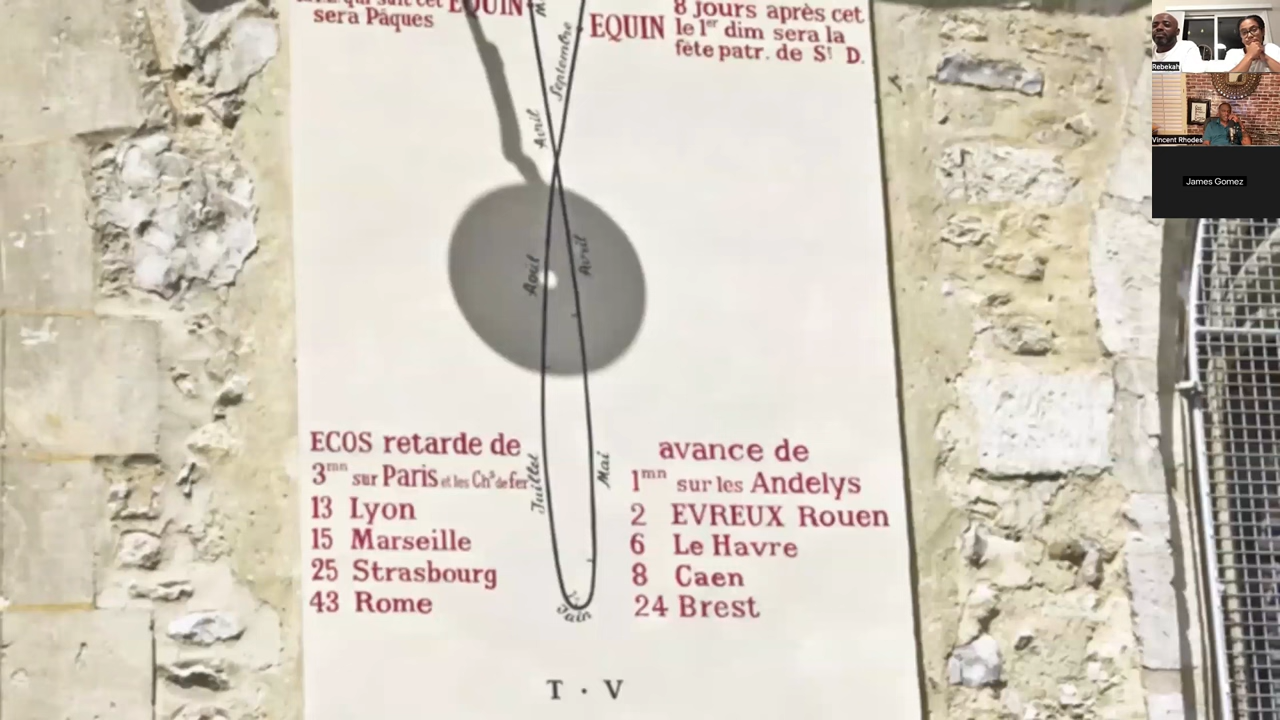 qui suit cet EQUIN
sera Pâques
EQUIN
8 jours après cet
le 1er dim sera la
fête patr. de St D.
Septembre
Avril
Août
Avril
Juillet
Mai
Juin
ECOS retarde de
3mn sur Paris et les Chs de fer
13 Lyon
15 Marseille
25 Strasbourg
43 Rome
avance de
1mn sur les Andelys
2 EVREUX Rouen
6 Le Havre
8 Caen
24 Brest
T · V
Rebekah
Vincent Rhodes
James Gomez